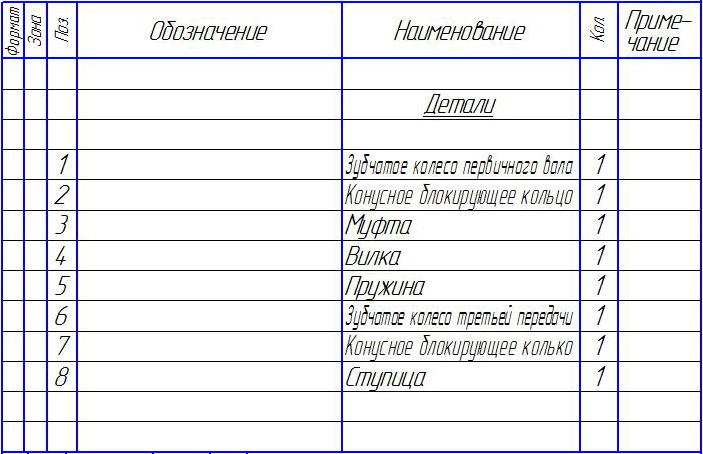 Формат Зона Поз. Обозначение Наименование Кол. Приме-
чание
Детали
1 Зубчатое колесо первичного вала 1
2 Конусное блокирующее кольцо 1
3 Муфта 1
4 Вилка 1
5 Пружина 1
6 Зубчатое колесо третьей передачи 1
7 Конусное блокирующее колько 1
8 Ступица 1